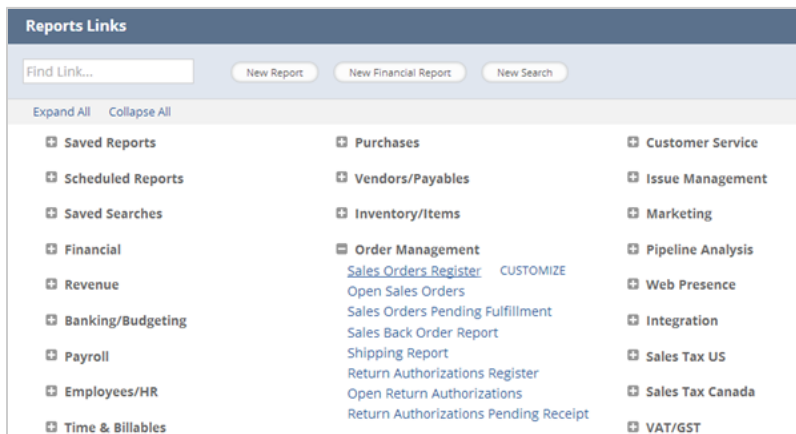 Reports Links
Find Link...
New Report
New Financial Report
New Search
Expand All
Collapse All
Saved Reports
Scheduled Reports
Saved Searches
Financial
Revenue
Banking/Budgeting
Payroll
Employees/HR
Time & Billables
Purchases
Vendors/Payables
Inventory/Items
Order Management
Sales Orders Register CUSTOMIZE
Open Sales Orders
Sales Orders Pending Fulfillment
Sales Back Order Report
Shipping Report
Return Authorizations Register
Open Return Authorizations
Return Authorizations Pending Receipt
Customer Service
Issue Management
Marketing
Pipeline Analysis
Web Presence
Integration
Sales Tax US
Sales Tax Canada
VAT/GST